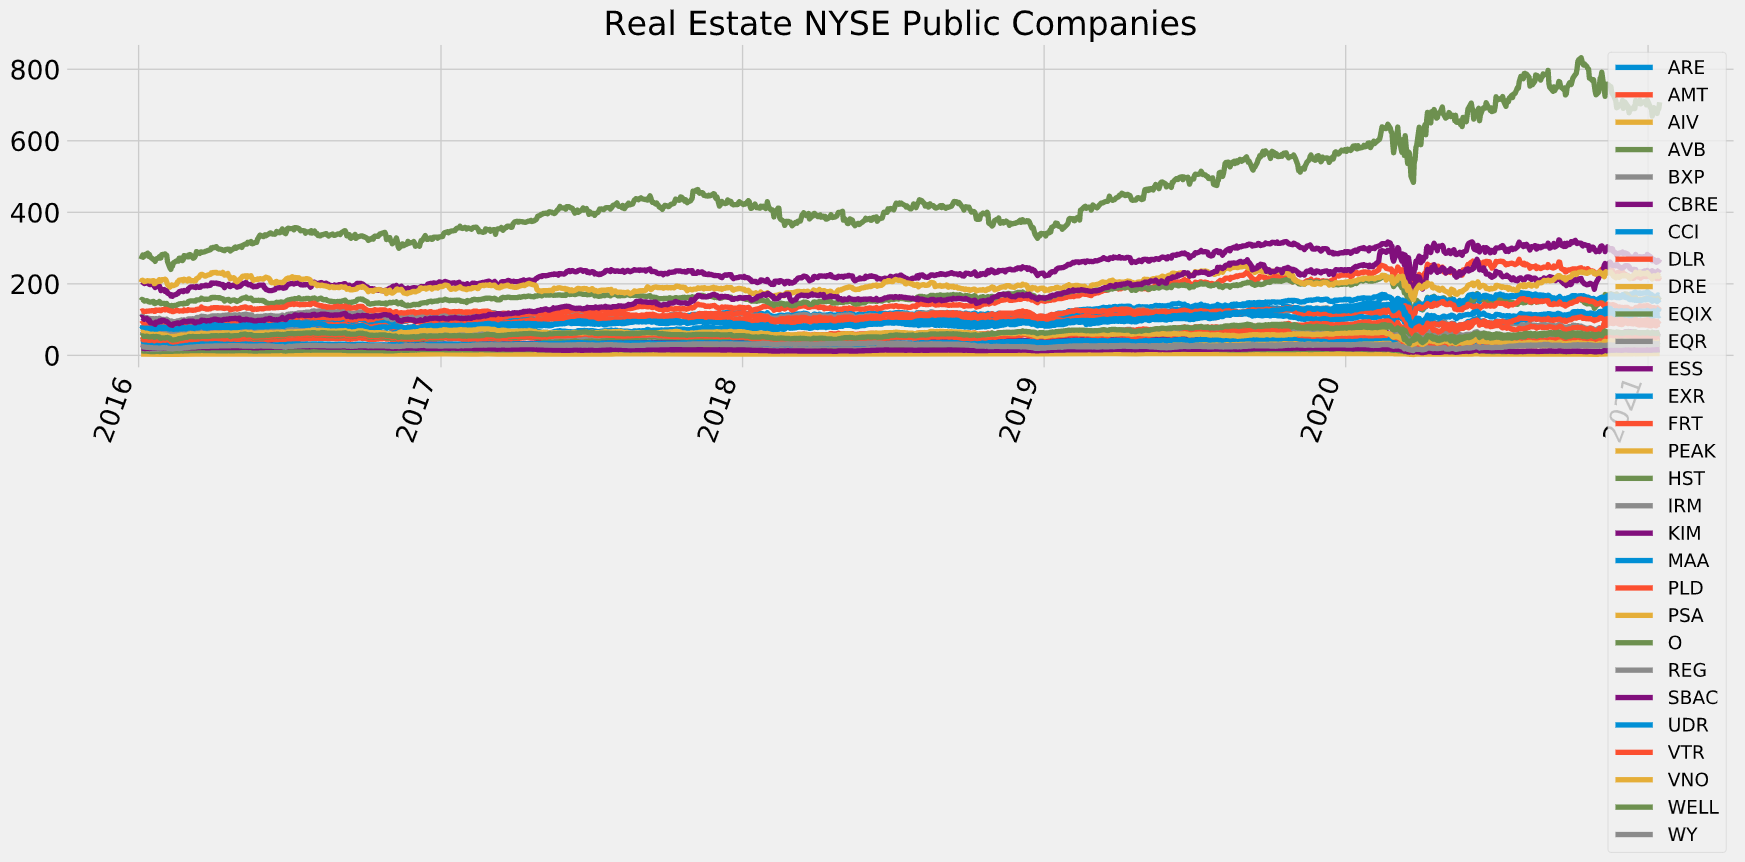 Real Estate NYSE Public Companies
800
600
400
200
0
2016
2017
2018
2019
2020
2021
ARE
AMT
AIV
AVB
BXP
CBRE
CCI
DLR
DRE
EQIX
EQR
ESS
EXR
FRT
PEAK
HST
IRM
KIM
MAA
PLD
PSA
O
REG
SBAC
UDR
VTR
VNO
WELL
WY